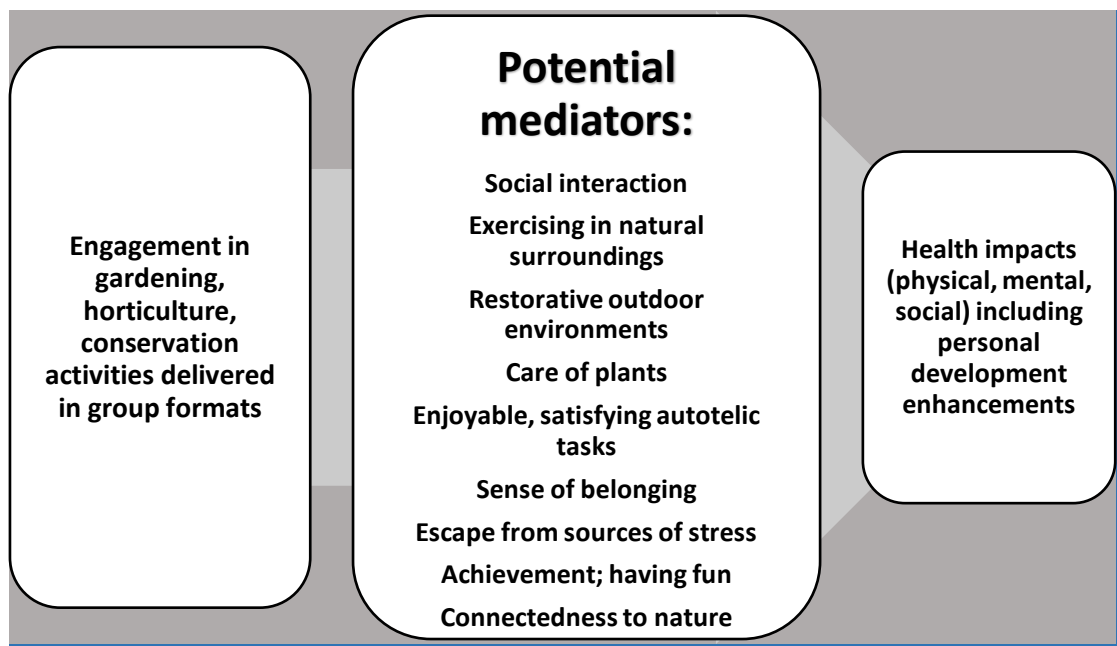 Engagement in
gardening,
horticulture,
conservation
activities delivered
in group formats
Potential
mediators:
Social interaction
Exercising in natural
surroundings
Restorative outdoor
environments
Care of plants
Enjoyable, satisfying autotelic
tasks
Sense of belonging
Escape from sources of stress
Achievement; having fun
Connectedness to nature
Health impacts
(physical, mental,
social) including
personal
development
enhancements